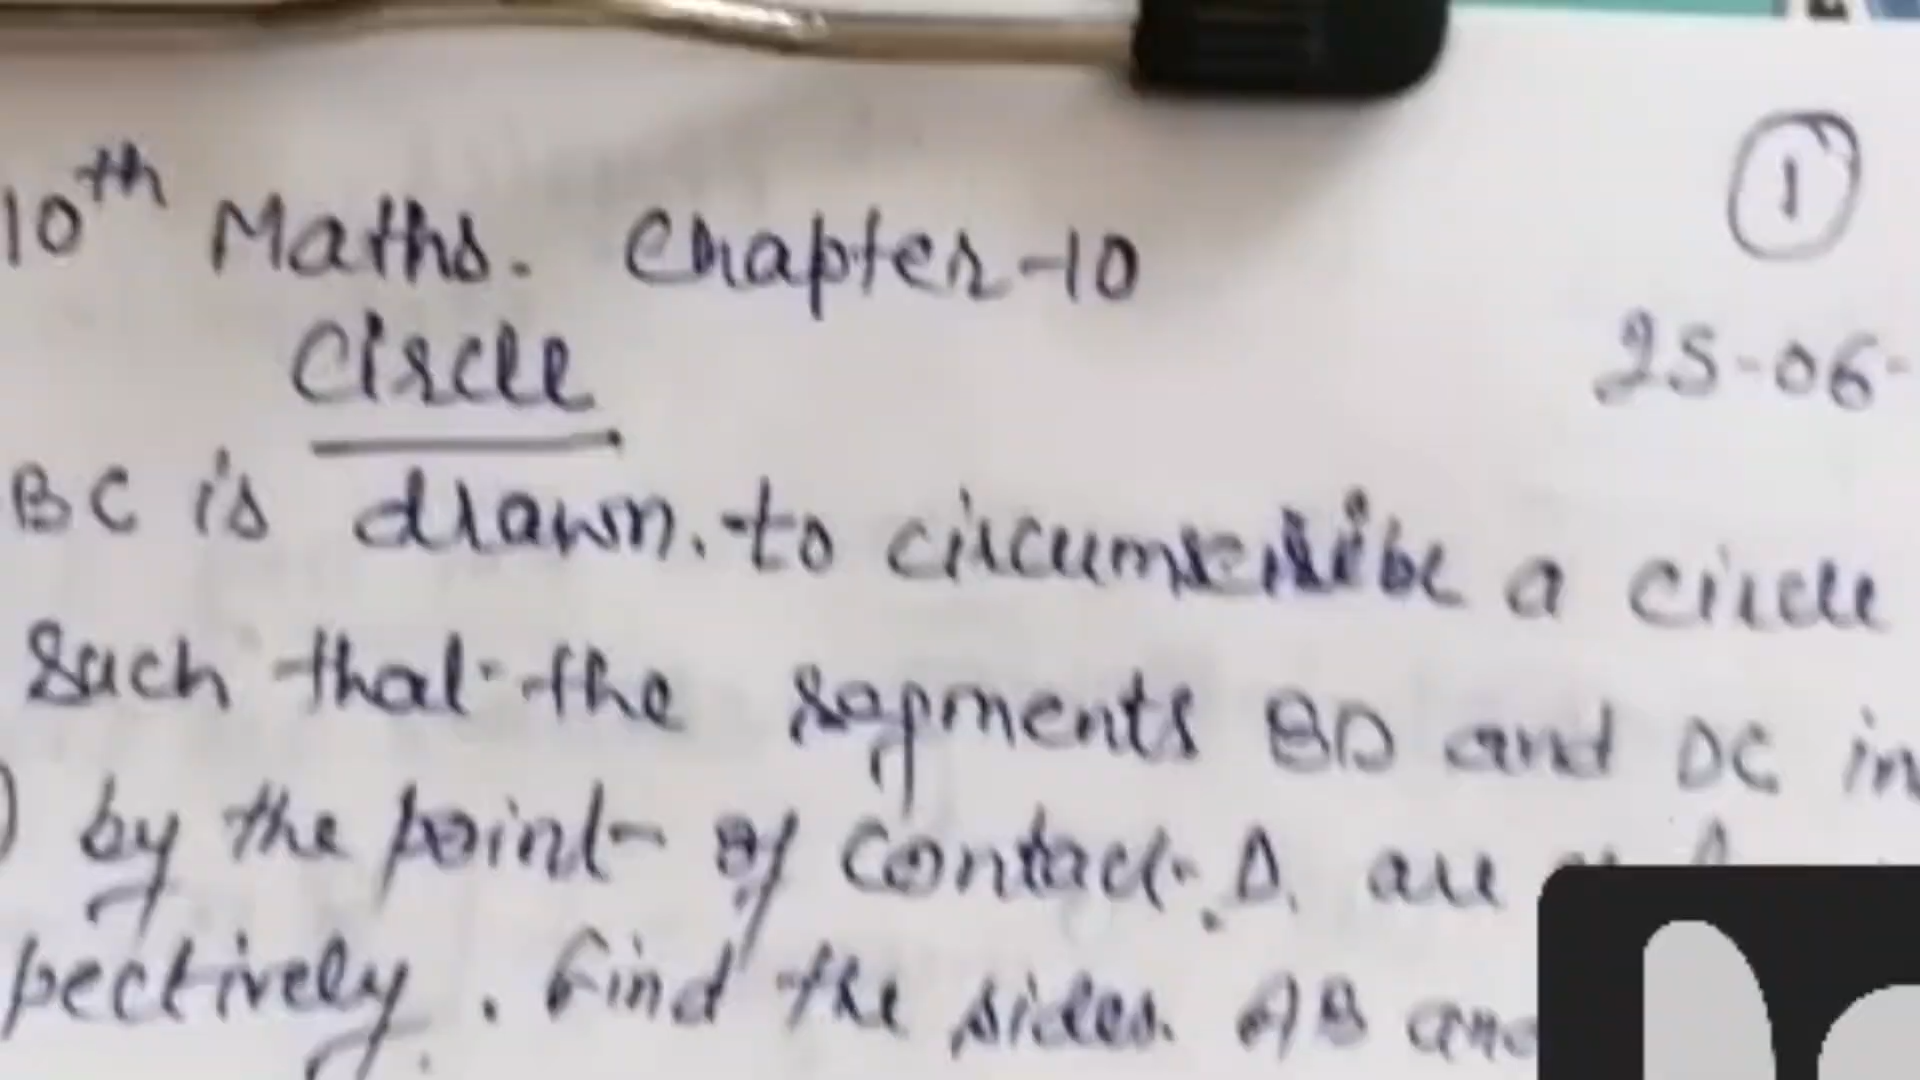 1
10th Maths. Chapter-10
25-06-
Circle
BC is drawn. to circumscribe a circle
Such that the segments BD and DC in
) by the point of contact. D. are
pectively. Find the sides. AB and